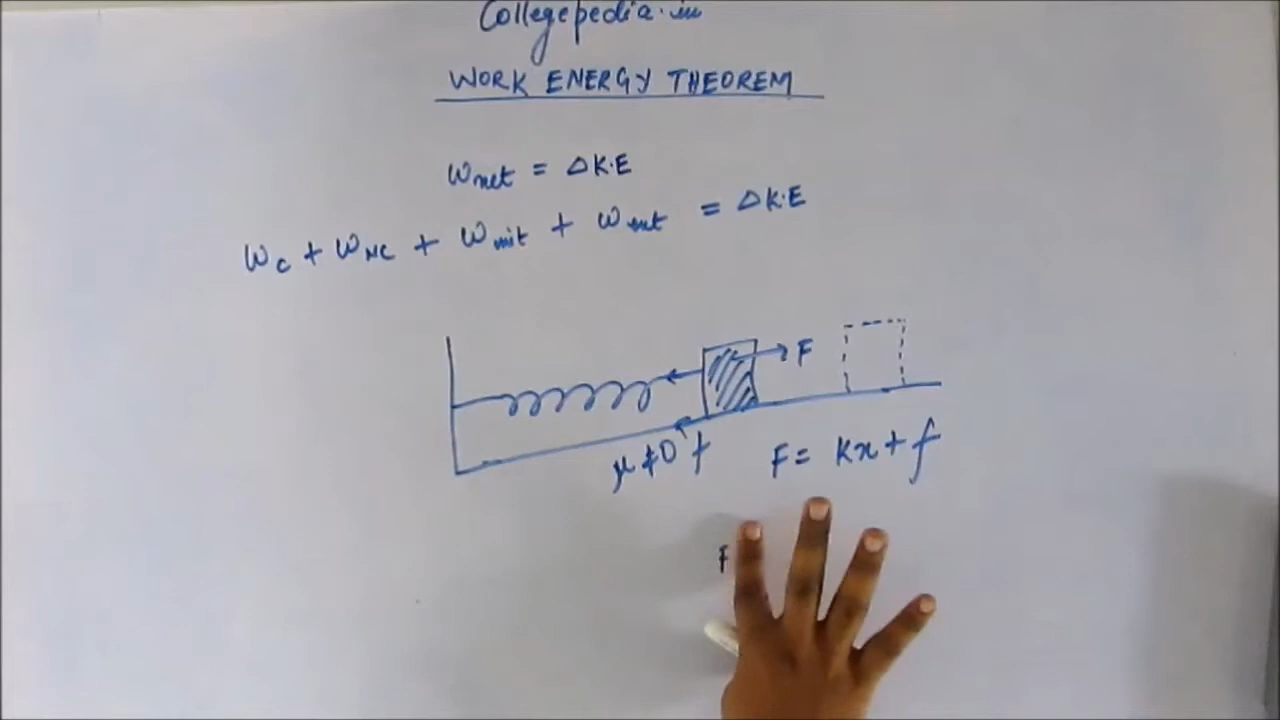 Collegepedia.in
WORK ENERGY THEOREM
Wnet = ΔK.E
Wc + WNC + Wint + Wext = ΔK.E
F
μ≠0 f
F = kx + f
F